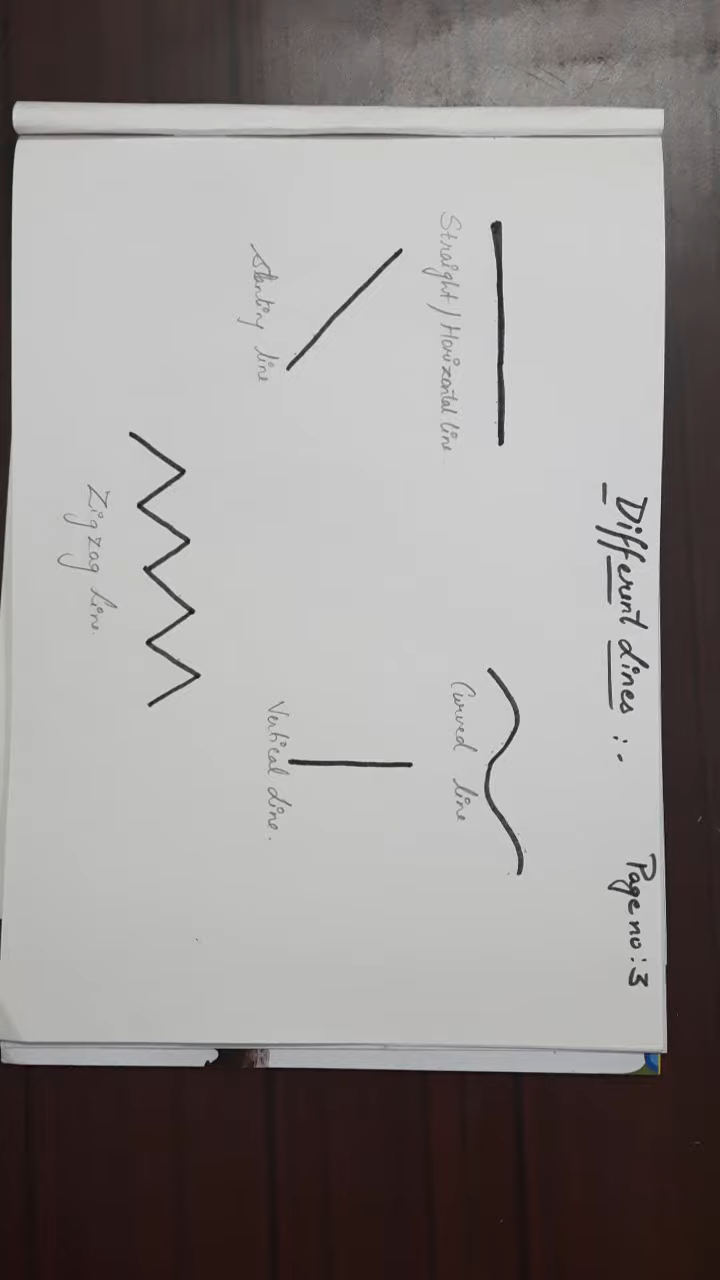 Different Lines :-
Page no : 3
Straight / Horizontal line.
Curved line
Slanting line
Vertical Line.
Zigzag line.